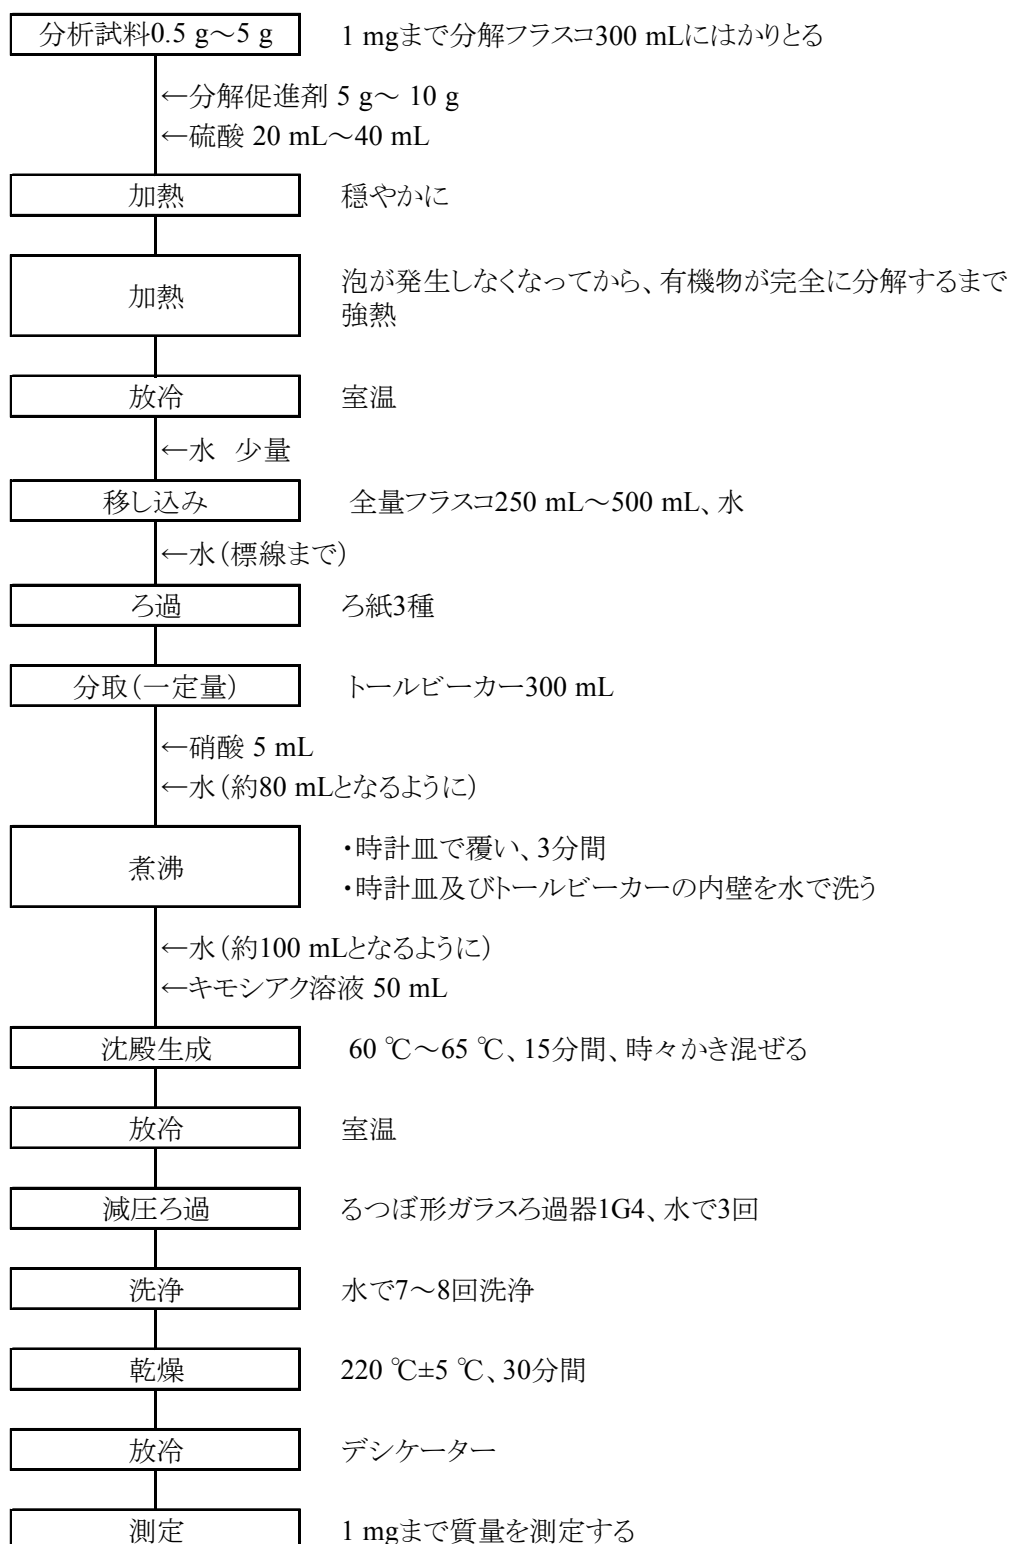 分析試料0.5 g～5 g 1 mgまで分解フラスコ300 mLにはかりとる
←分解促進剤 5 g～ 10 g
←硫酸 20 mL～40 mL
加熱 穏やかに
加熱 泡が発生しなくなってから、有機物が完全に分解するまで
強熱
放冷 室温
←水 少量
移し込み 全量フラスコ250 mL～500 mL、水
←水（標線まで）
ろ過 ろ紙3種
分取（一定量） トールビーカー300 mL
←硝酸 5 mL
←水（約80 mLとなるように）
煮沸 ・時計皿で覆い、3分間
・時計皿及びトールビーカーの内壁を水で洗う
←水（約100 mLとなるように）
←キモシアク溶液 50 mL
沈殿生成 60 ℃～65 ℃、15分間、時々かき混ぜる
放冷 室温
減圧ろ過 るつぼ形ガラスろ過器1G4、水で3回
洗浄 水で7～8回洗浄
乾燥 220 ℃±5 ℃、30分間
放冷 デシケーター
測定 1 mgまで質量を測定する